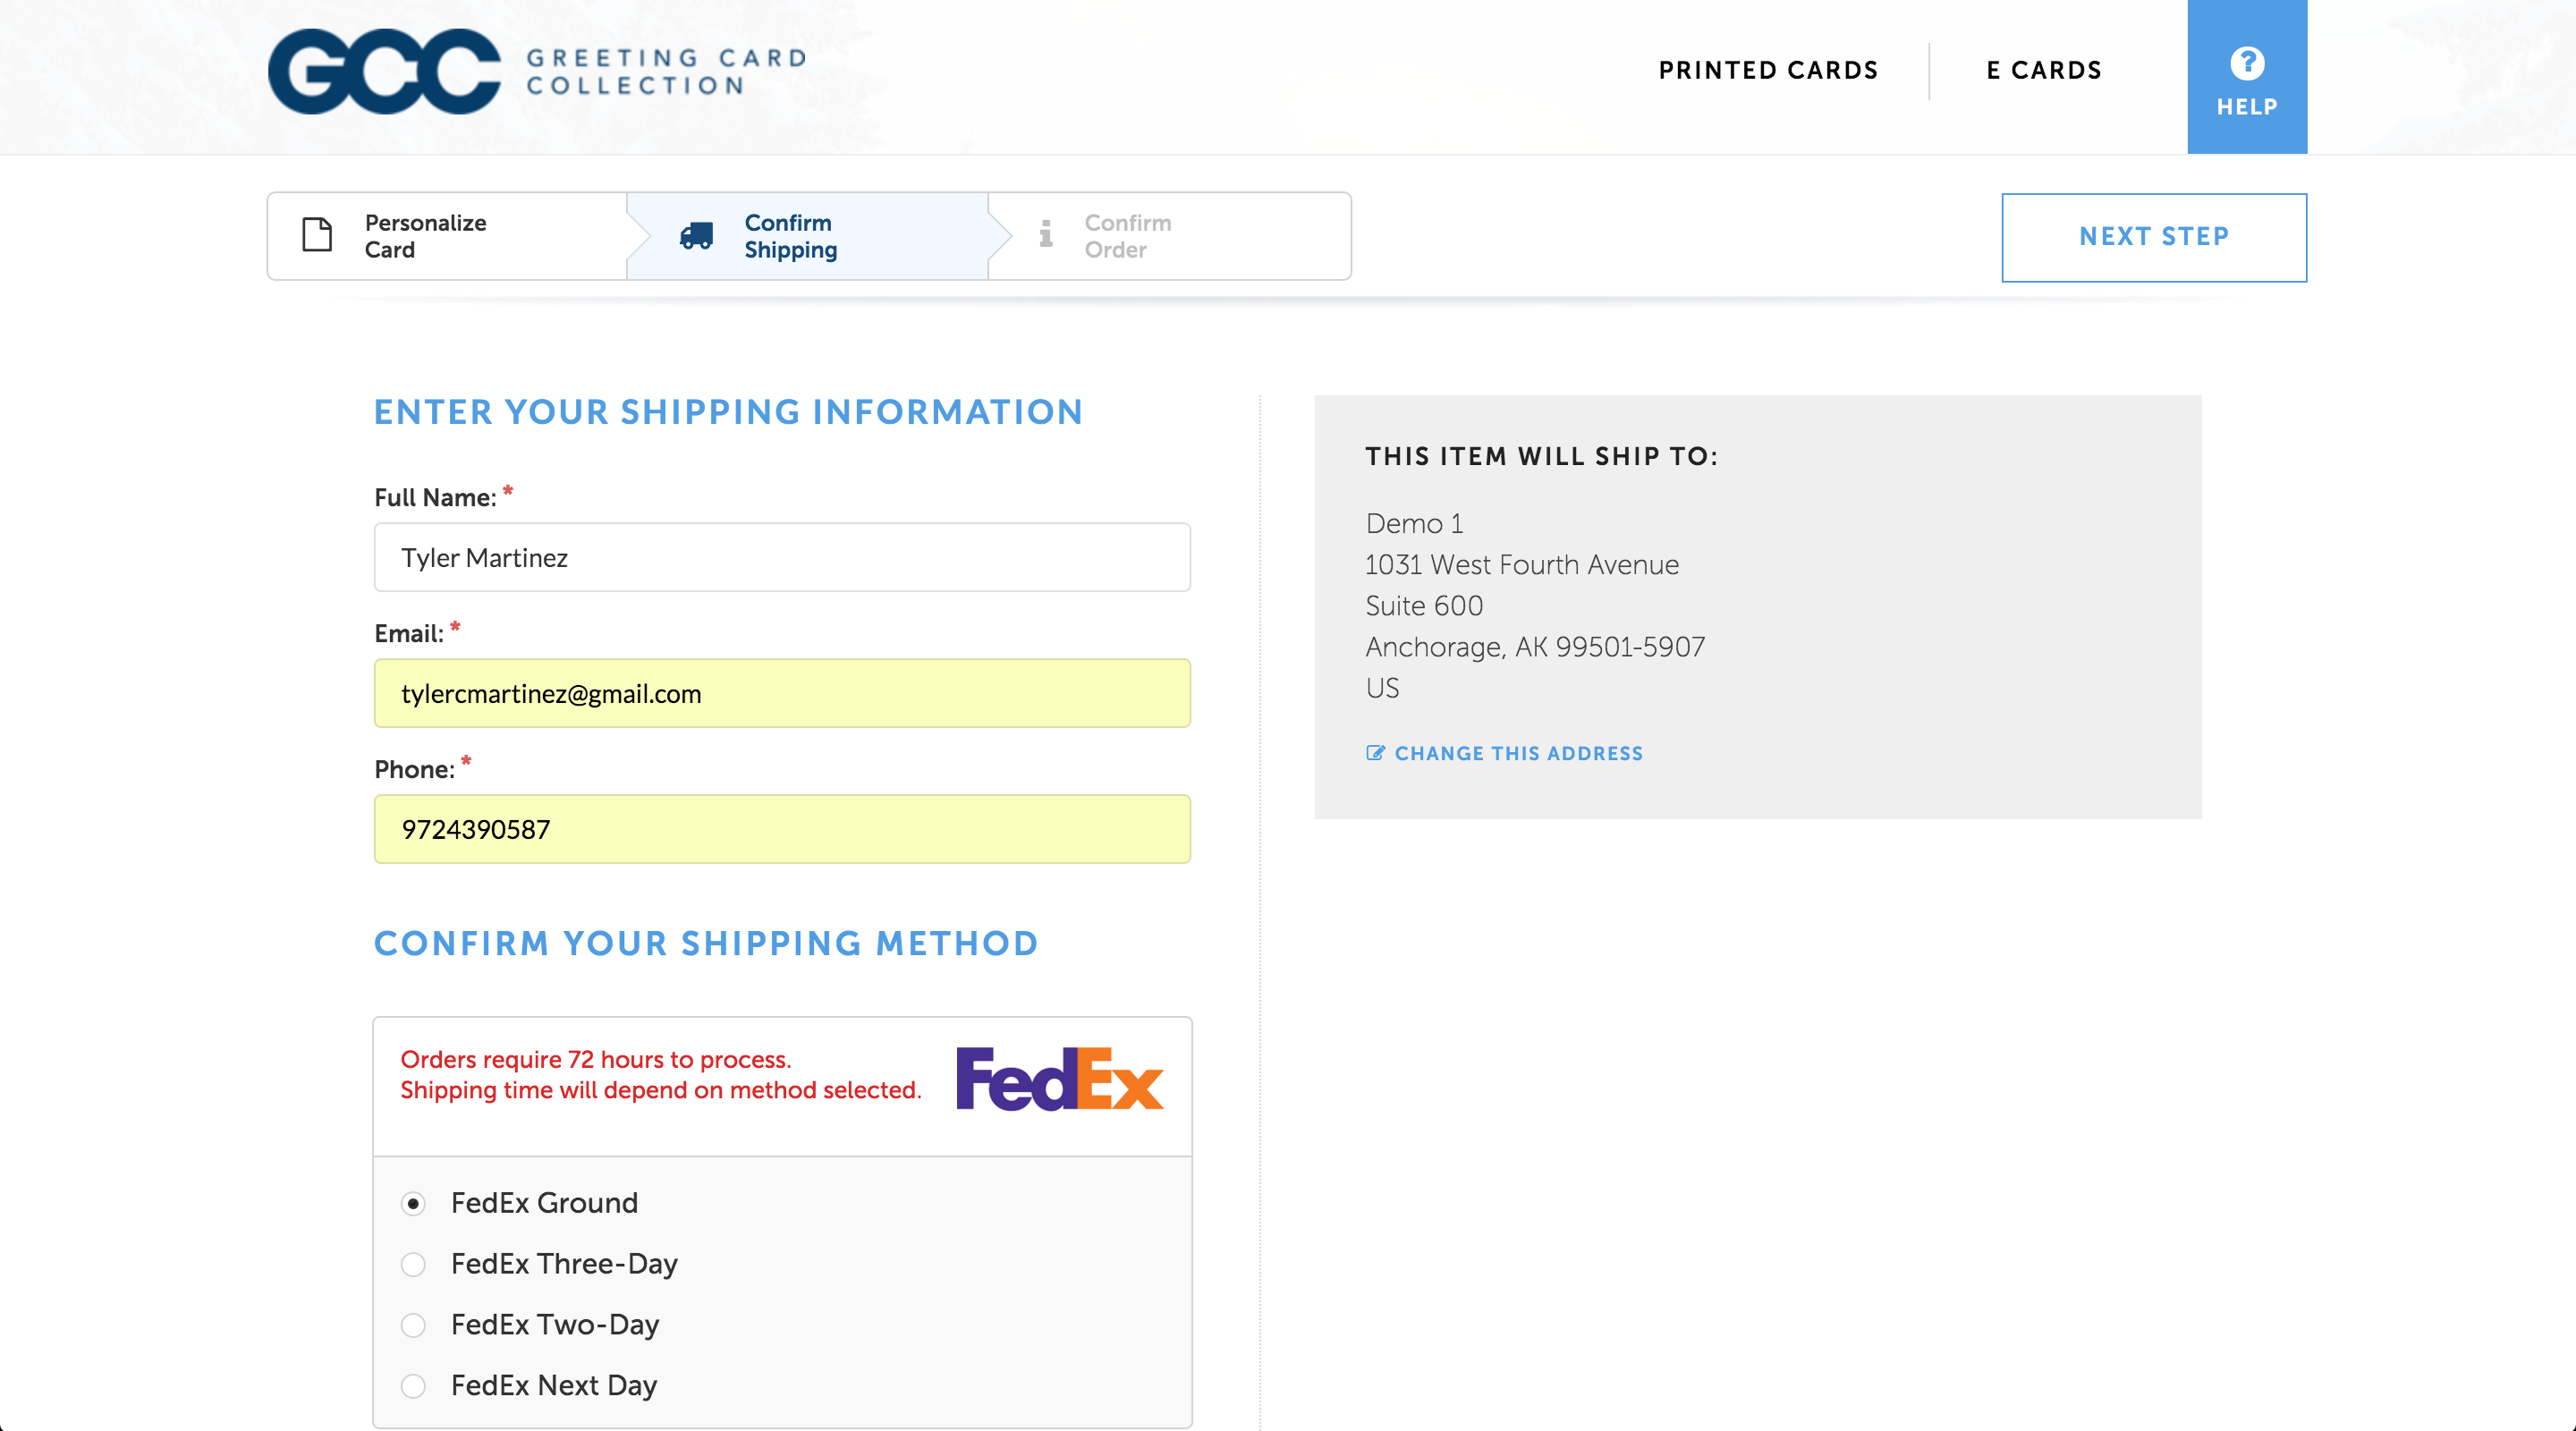 GCC GREETING CARD
COLLECTION
PRINTED CARDS
E CARDS
?
HELP
Personalize
Card
Confirm
Shipping
Confirm
Order
NEXT STEP
ENTER YOUR SHIPPING INFORMATION
Full Name: *
Tyler Martinez
Email: *
tylercmartinez@gmail.com
Phone: *
9724390587
CONFIRM YOUR SHIPPING METHOD
Orders require 72 hours to process.
Shipping time will depend on method selected.
FedEx
FedEx Ground
FedEx Three-Day
FedEx Two-Day
FedEx Next Day
THIS ITEM WILL SHIP TO:
Demo 1
1031 West Fourth Avenue
Suite 600
Anchorage, AK 99501-5907
US
CHANGE THIS ADDRESS